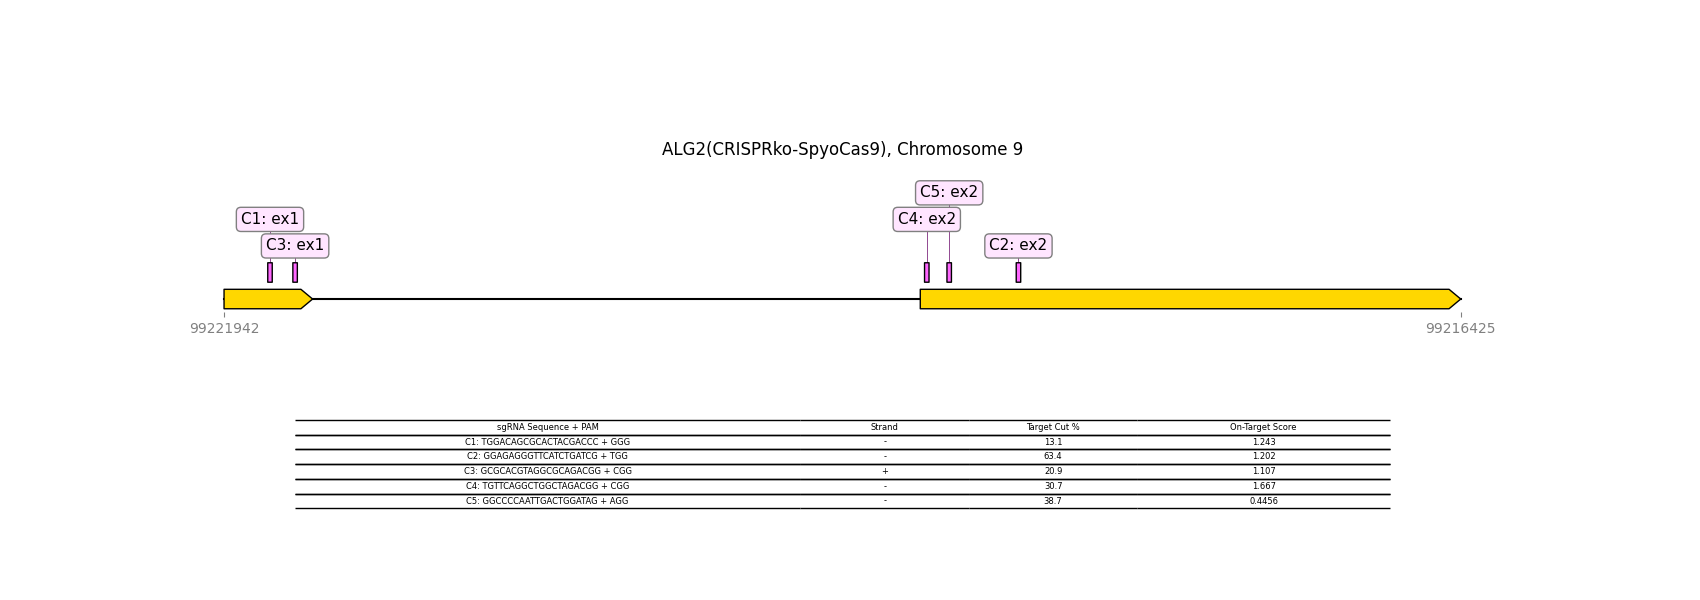 ALG2(CRISPRko-SpyoCas9), Chromosome 9
C5: ex2
C1: ex1
C4: ex2
C3: ex1
C2: ex2
99221942
99216425
sgRNA Sequence + PAM Strand Target Cut % On-Target Score
C1: TGGACAGCGCACTACGACCC + GGG - 13.1 1.243
C2: GGAGAGGGTTCATCTGATCG + TGG - 63.4 1.202
C3: GCGCACGTAGGCGCAGACGG + CGG + 20.9 1.107
C4: TGTTCAGGCTGGCTAGACGG + CGG - 30.7 1.667
C5: GGCCCCAATTGACTGGATAG + AGG - 38.7 0.4456